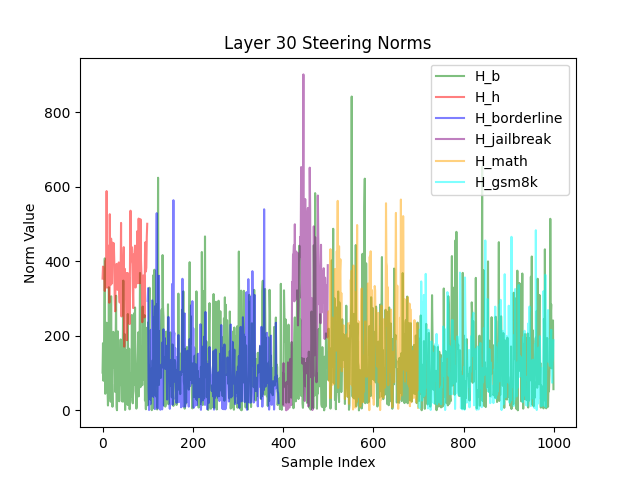 Layer 30 Steering Norms
H_b
H_h
H_borderline
H_jailbreak
H_math
H_gsm8k
Norm Value
800
600
400
200
0
0
200
400
600
800
1000
Sample Index